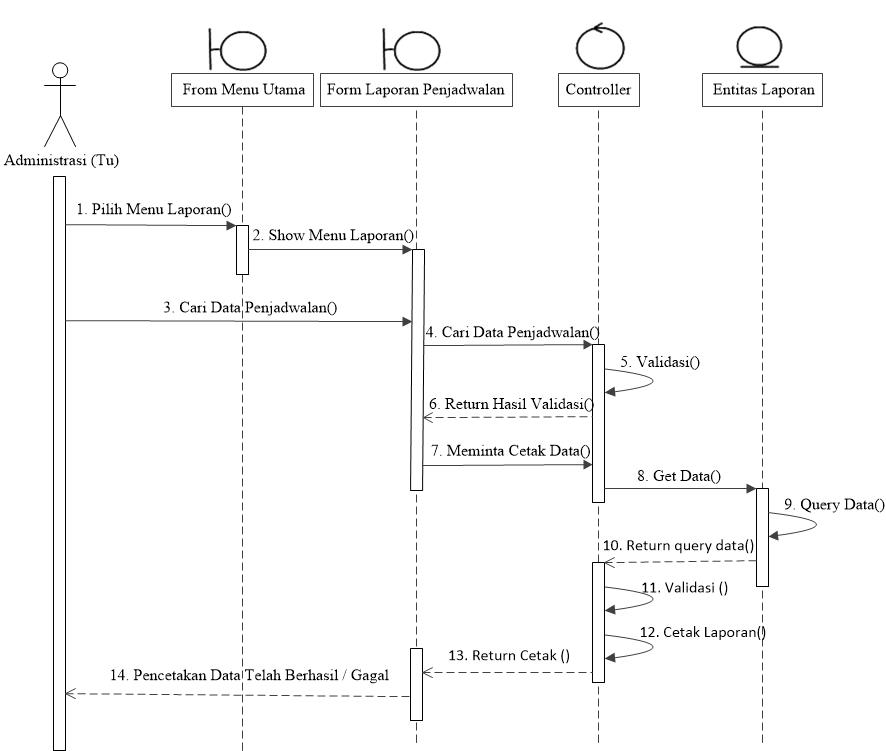 From Menu Utama
Form Laporan Penjadwalan
Controller
Entitas Laporan
Administrasi (Tu)
1. Pilih Menu Laporan()
2. Show Menu Laporan()
3. Cari Data Penjadwalan()
4. Cari Data Penjadwalan()
5. Validasi()
6. Return Hasil Validasi()
7. Meminta Cetak Data()
8. Get Data()
9. Query Data()
10. Return query data()
11. Validasi ()
12. Cetak Laporan()
13. Return Cetak ()
14. Pencetakan Data Telah Berhasil / Gagal